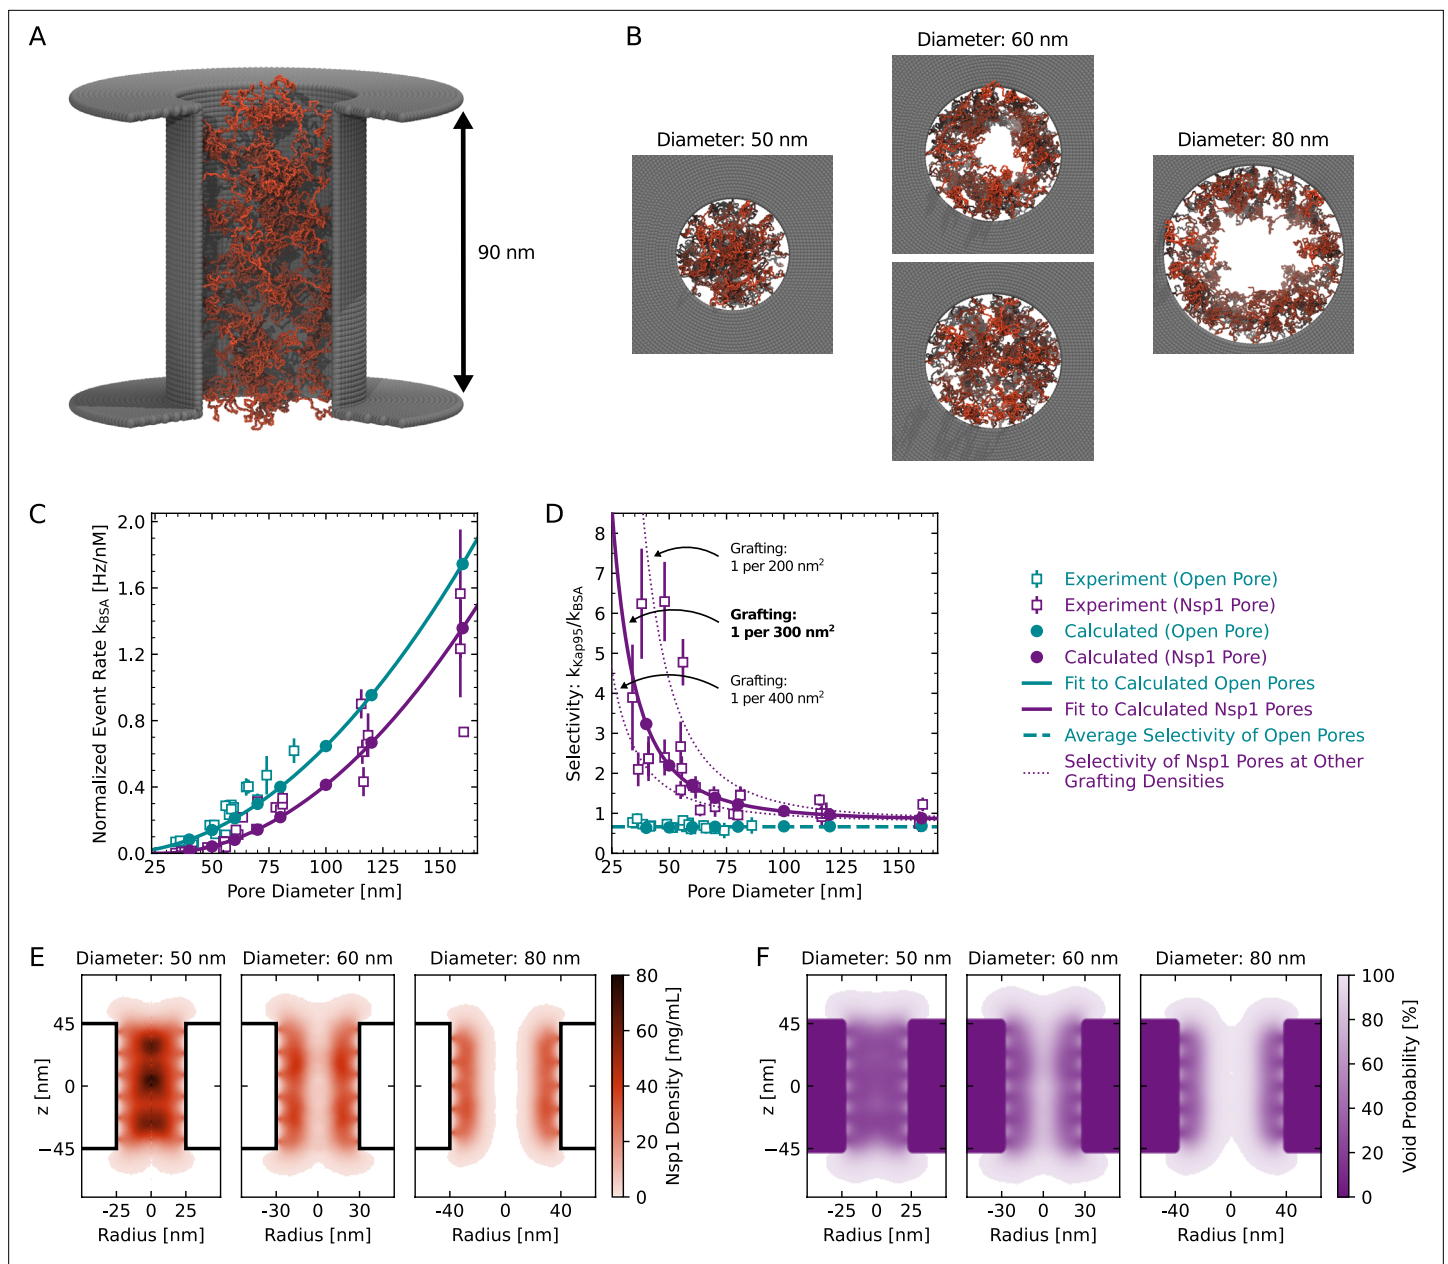 A
90 nm
B
Diameter: 60 nm
Diameter: 50 nm
Diameter: 80 nm
C
Normalized Event Rate k_BSA [Hz/nM]
2.0
1.6
1.2
0.8
0.4
0.0
25 50 75 100 125 150
Pore Diameter [nm]
D
Selectivity: k_Kap95/k_BSA
8
7
6
5
4
3
2
1
0
25 50 75 100 125 150
Pore Diameter [nm]
Grafting:
1 per 200 nm²
Grafting:
1 per 300 nm²
Grafting:
1 per 400 nm²
Experiment (Open Pore)
Experiment (Nsp1 Pore)
Calculated (Open Pore)
Calculated (Nsp1 Pore)
Fit to Calculated Open Pores
Fit to Calculated Nsp1 Pores
Average Selectivity of Open Pores
Selectivity of Nsp1 Pores at Other
Grafting Densities
E
Diameter: 50 nm
Diameter: 60 nm
Diameter: 80 nm
z [nm]
45
0
−45
-25 0 25
-30 0 30
-40 0 40
Radius [nm]
Radius [nm]
Radius [nm]
80
60
40
20
0
Nsp1 Density [mg/mL]
F
Diameter: 50 nm
Diameter: 60 nm
Diameter: 80 nm
z [nm]
45
0
−45
-25 0 25
-30 0 30
-40 0 40
Radius [nm]
Radius [nm]
Radius [nm]
100
80
60
40
20
0
Void Probability [%]